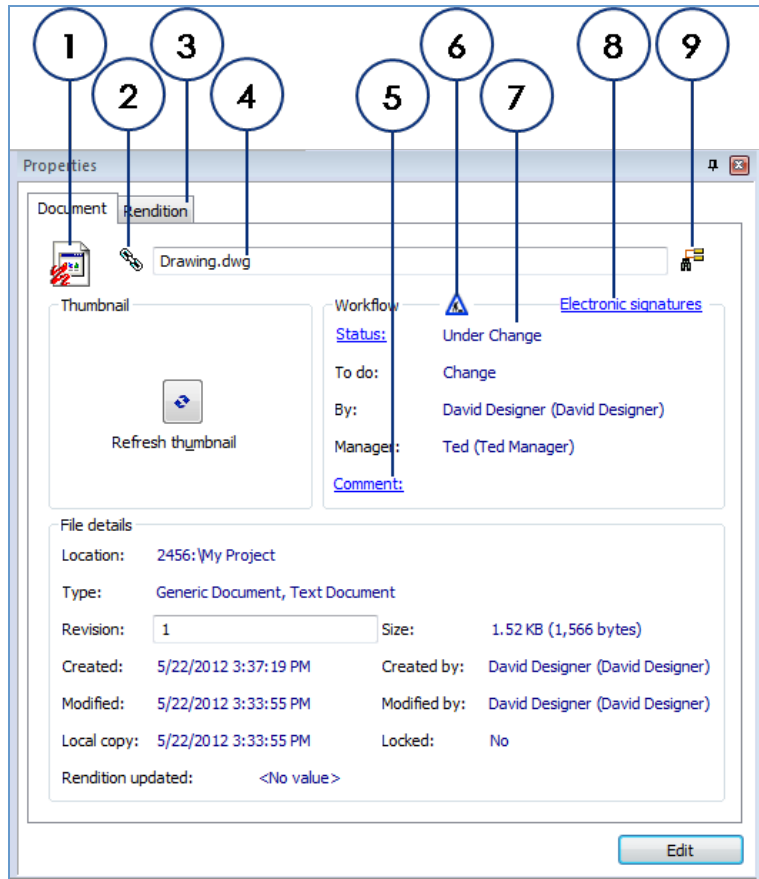 1 3 6 8 9
2 4 5 7
Properties
Document Rendition
Drawing.dwg
Thumbnail
Refresh thumbnail
Workflow Electronic signatures
Status: Under Change
To do: Change
By: David Designer (David Designer)
Manager: Ted (Ted Manager)
Comment:
File details
Location: 2456:\My Project
Type: Generic Document, Text Document
Revision: 1 Size: 1.52 KB (1,566 bytes)
Created: 5/22/2012 3:37:19 PM Created by: David Designer (David Designer)
Modified: 5/22/2012 3:33:55 PM Modified by: David Designer (David Designer)
Local copy: 5/22/2012 3:33:55 PM Locked: No
Rendition updated: <No value>
Edit